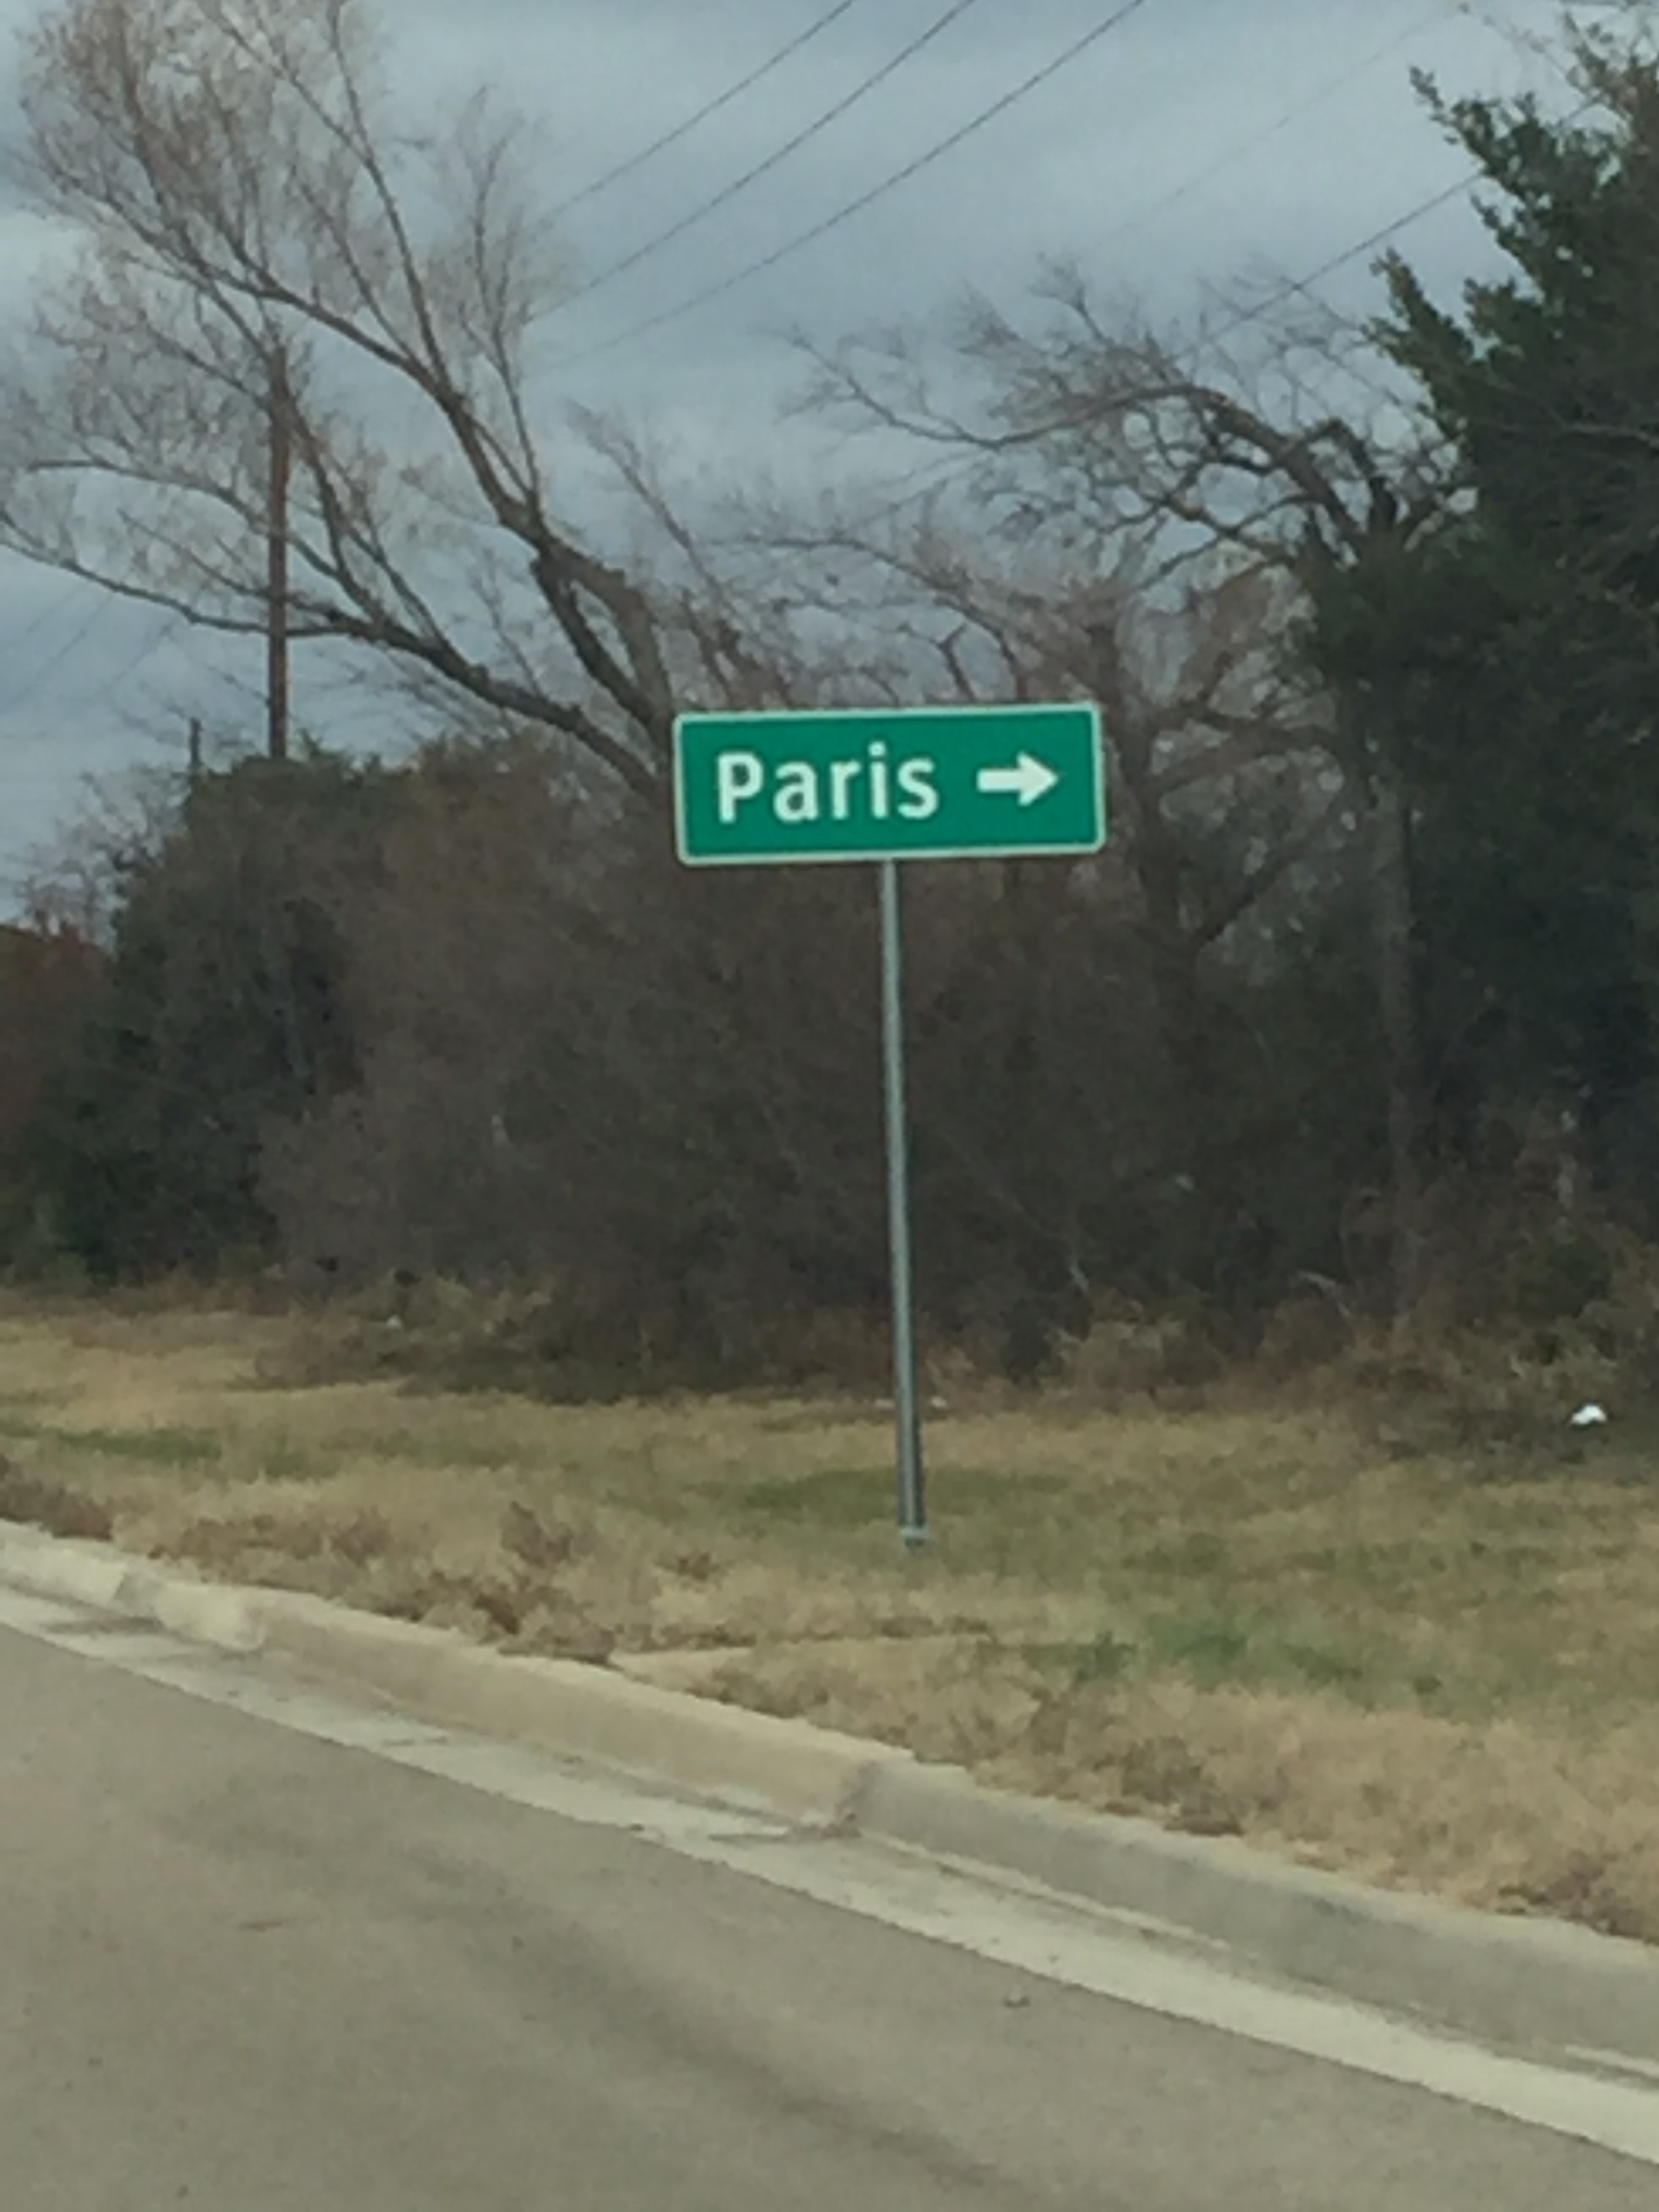 Paris →